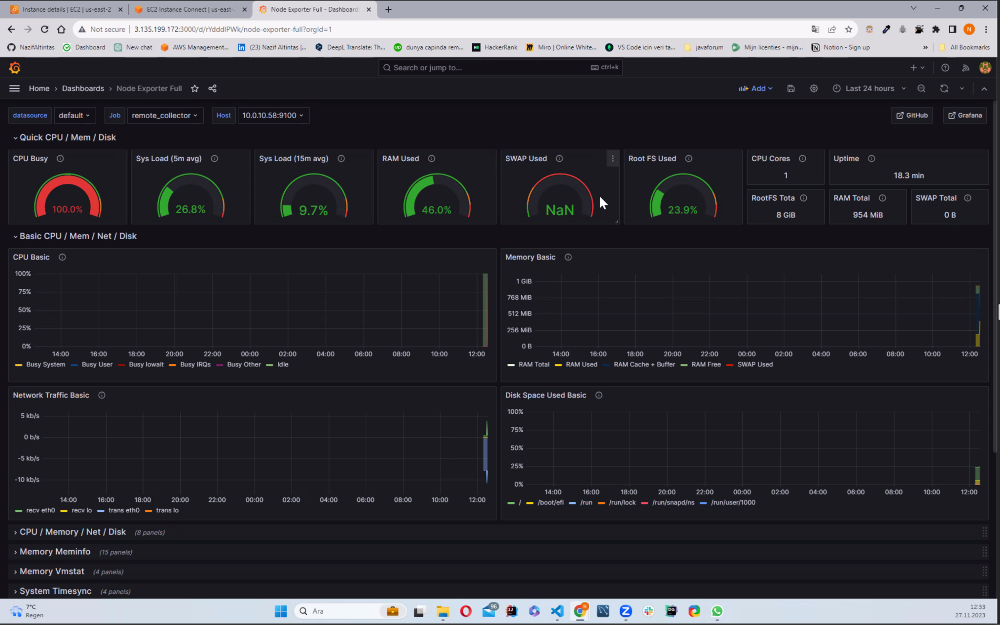 Instance details | EC2 | us-east-2
EC2 Instance Connect | us-east-2
Node Exporter Full - Dashboards
Not secure
3.135.199.172:3000/d/rYdddlPWk/node-exporter-full?orgId=1
N
NazifAltintas
Dashboard
New chat
AWS Management...
(23) Nazif Altintas |...
DeepL Translate: Th...
dunya capinda rem...
HackerRank
Miro | Online White...
VS Code icin veri ta...
javaforum
Mijn licenties - mijn...
Notion - Sign up
All Bookmarks
Search or jump to...
ctrl+k
Home › Dashboards › Node Exporter Full
Add
Last 24 hours
datasource
default
Job
remote_collector
Host
10.0.10.58:9100
GitHub
Grafana
Quick CPU / Mem / Disk
CPU Busy
100.0%
Sys Load (5m avg)
26.8%
Sys Load (15m avg)
9.7%
RAM Used
46.0%
SWAP Used
NaN
Root FS Used
23.9%
CPU Cores
1
Uptime
18.3 min
RootFS Tota
8 GiB
RAM Total
954 MiB
SWAP Total
0 B
Basic CPU / Mem / Net / Disk
CPU Basic
100%
75%
50%
25%
0%
14:00 16:00 18:00 20:00 22:00 00:00 02:00 04:00 06:00 08:00 10:00 12:00
Busy System Busy User Busy Iowait Busy IRQs Busy Other Idle
Memory Basic
1 GiB
768 MiB
512 MiB
256 MiB
0 B
14:00 16:00 18:00 20:00 22:00 00:00 02:00 04:00 06:00 08:00 10:00 12:00
RAM Total RAM Used RAM Cache + Buffer RAM Free SWAP Used
Network Traffic Basic
5 kb/s
0 b/s
-5 kb/s
-10 kb/s
14:00 16:00 18:00 20:00 22:00 00:00 02:00 04:00 06:00 08:00 10:00 12:00
recv eth0 recv lo trans eth0 trans lo
Disk Space Used Basic
100%
75%
50%
25%
0%
14:00 16:00 18:00 20:00 22:00 00:00 02:00 04:00 06:00 08:00 10:00 12:00
/ /boot/efi /run /run/lock /run/snapd/ns /run/user/1000
CPU / Memory / Net / Disk (8 panels)
Memory Meminfo (15 panels)
Memory Vmstat (4 panels)
System Timesync (4 panels)
7°C
Regen
Ara
96
IJ
N
DG
12:33
27.11.2023